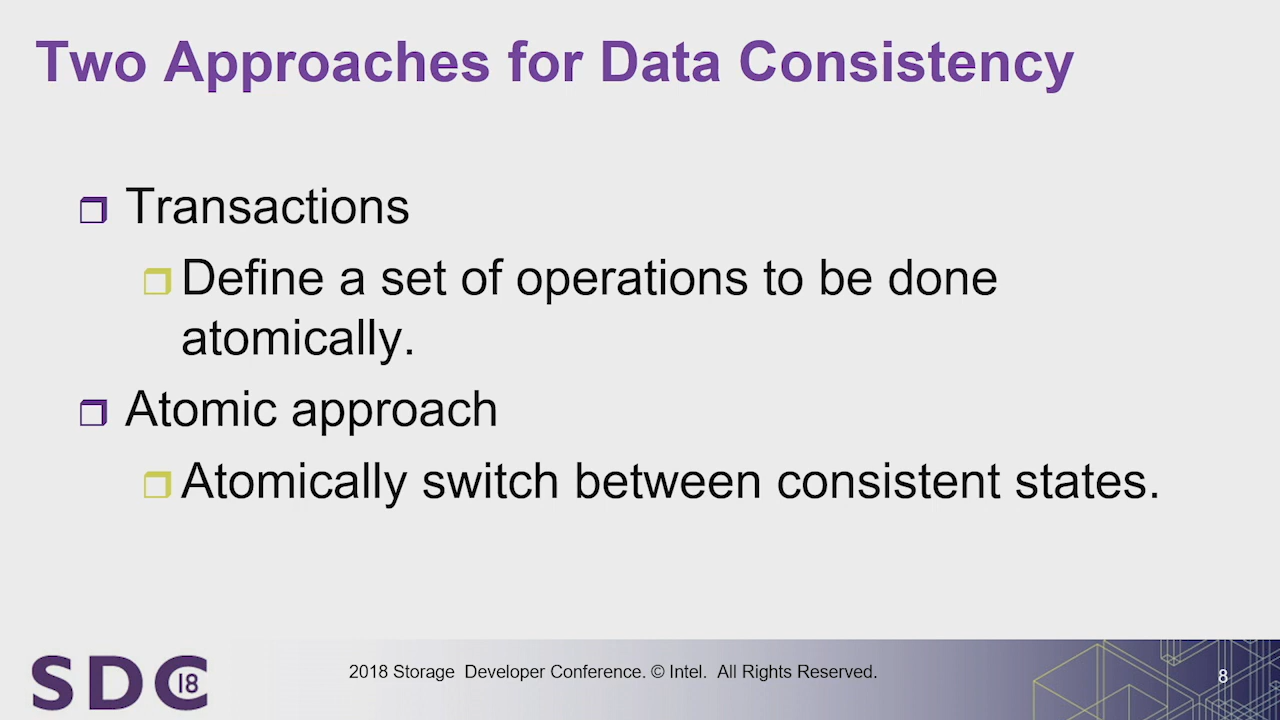 Two Approaches for Data Consistency
Transactions
Define a set of operations to be done
atomically.
Atomic approach
Atomically switch between consistent states.
SDC 18
2018 Storage Developer Conference. © Intel. All Rights Reserved.
8